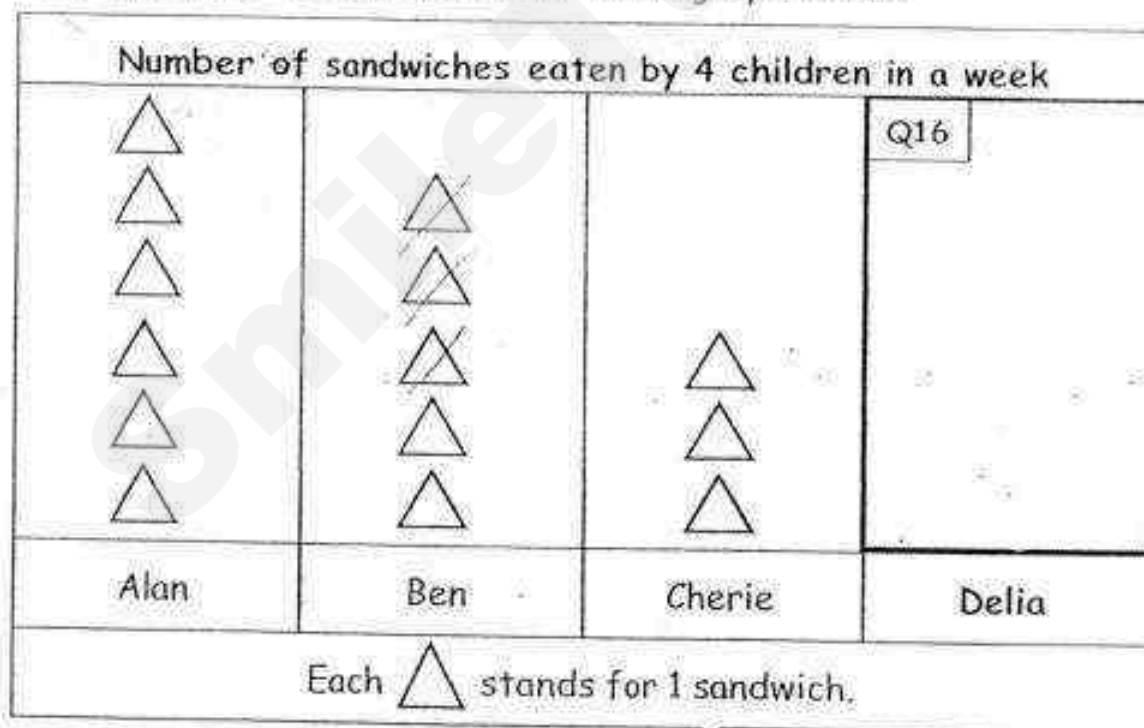 Number of sandwiches eaten by 4 children in a week
Q16
Alan Ben Cherie Delia
Each △ stands for 1 sandwich.